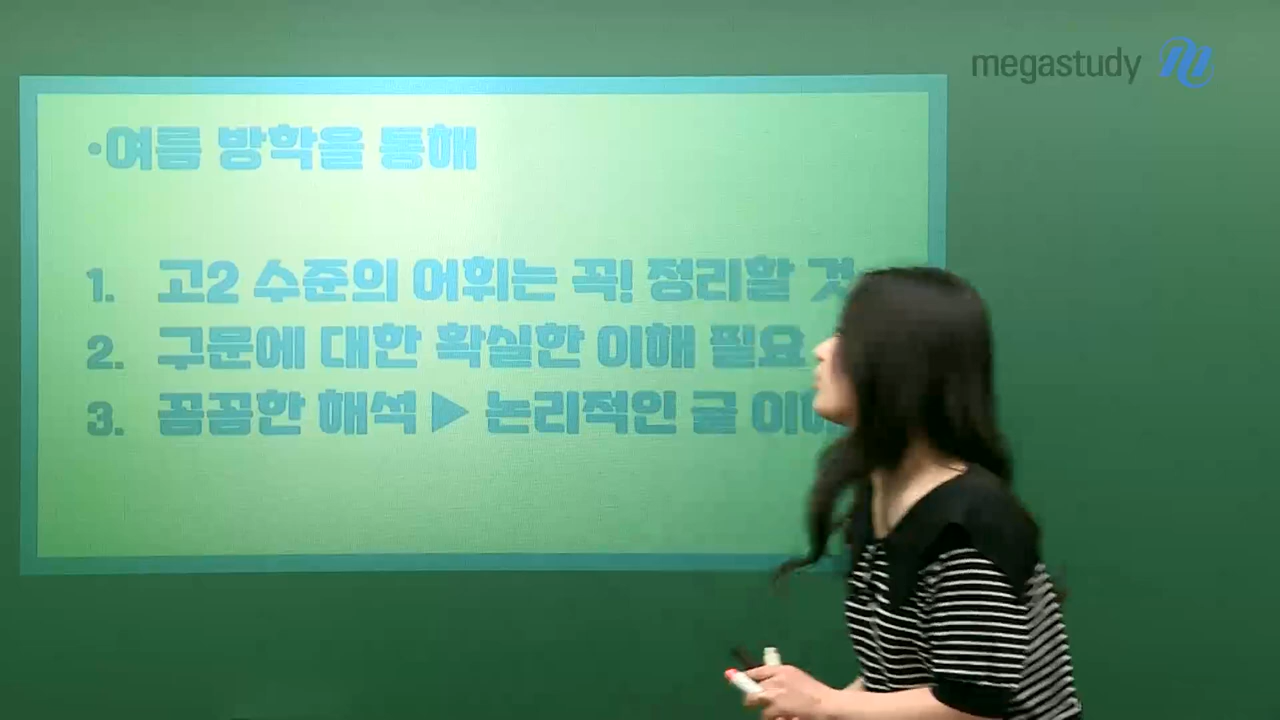 megastudy
·여름 방학을 통해
1. 고2 수준의 어휘는 꼭! 정리할 것
2. 구문에 대한 확실한 이해 필요
3. 꼼꼼한 해석 ▶ 논리적인 글